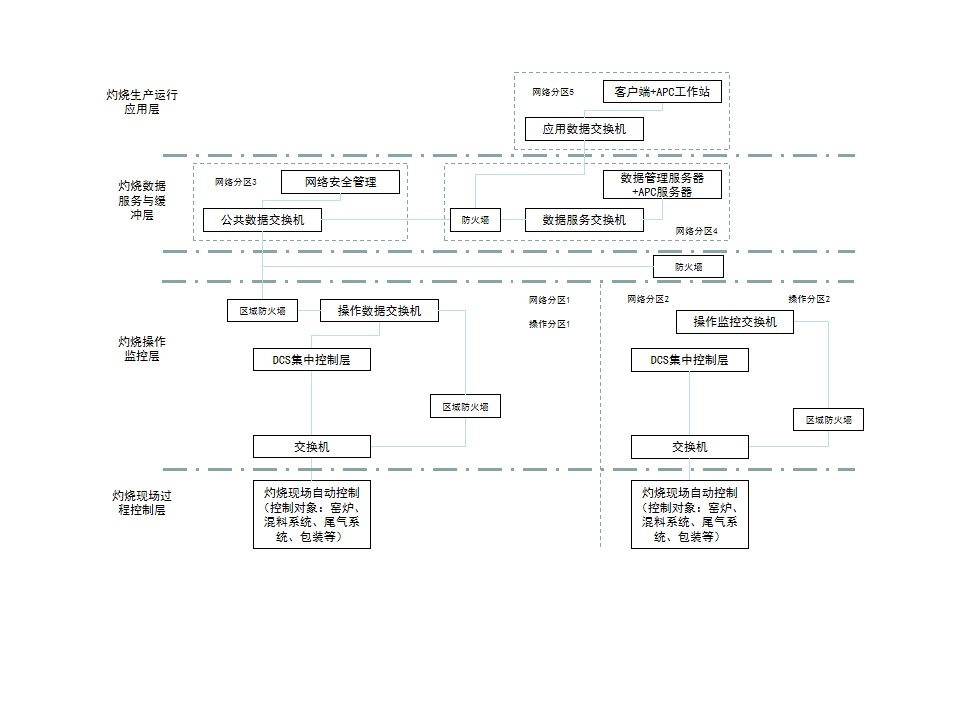 灼烧生产运行
应用层
网络分区5
客户端+APC工作站
应用数据交换机
灼烧数据
服务与缓
冲层
网络分区3
网络安全管理
公共数据交换机
数据管理服务器
+APC服务器
防火墙
数据服务交换机
网络分区4
防火墙
灼烧操作
监控层
区域防火墙
操作数据交换机
网络分区1
操作分区1
DCS集中控制层
区域防火墙
交换机
网络分区2
操作分区2
操作监控交换机
DCS集中控制层
区域防火墙
交换机
灼烧现场过
程控制层
灼烧现场自动控制
（控制对象：窑炉、
混料系统、尾气系
统、包装等）
灼烧现场自动控制
（控制对象：窑炉、
混料系统、尾气系
统、包装等）